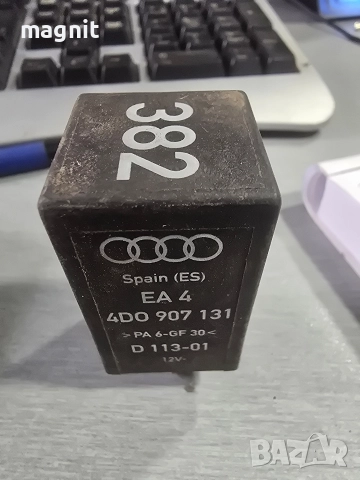 magnit
382
Spain (ES)
EA 4
4D0 907 131
> PA 6-GF 30 <
D 113-01
12V-
BAZAR